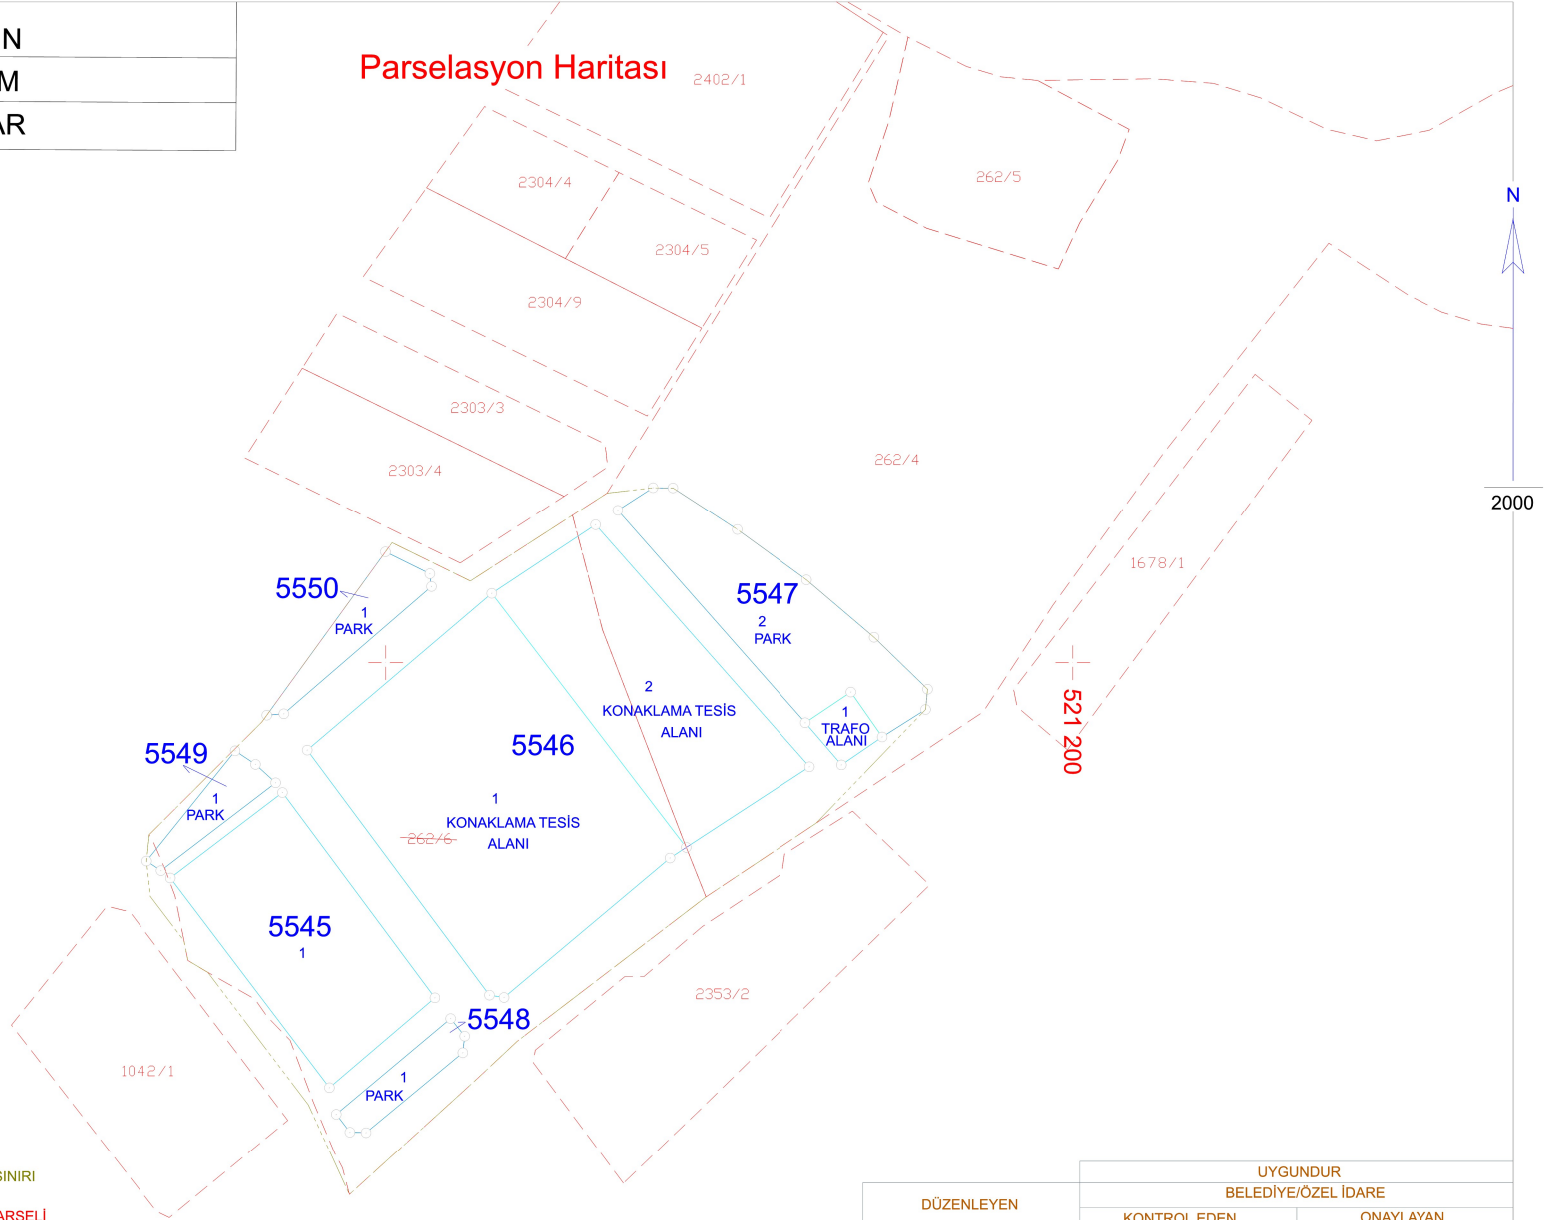 N
M
AR
Parselasyon Haritası
2402/1
262/5
2304/4
2304/5
2304/9
2303/3
2303/4
262/4
N
2000
1678/1
5550
1
PARK
5547
2
PARK
2
KONAKLAMA TESİS
ALANI
1
TRAFO
ALANI
521 200
5549
1
PARK
5546
1
KONAKLAMA TESİS
ALANI
262/6
5545
1
5548
1
PARK
2353/2
1042/1
SINIRI
ARSELİ
DÜZENLEYEN
UYGUNDUR
BELEDİYE/ÖZEL İDARE
KONTROL EDEN
ONAYLAYAN